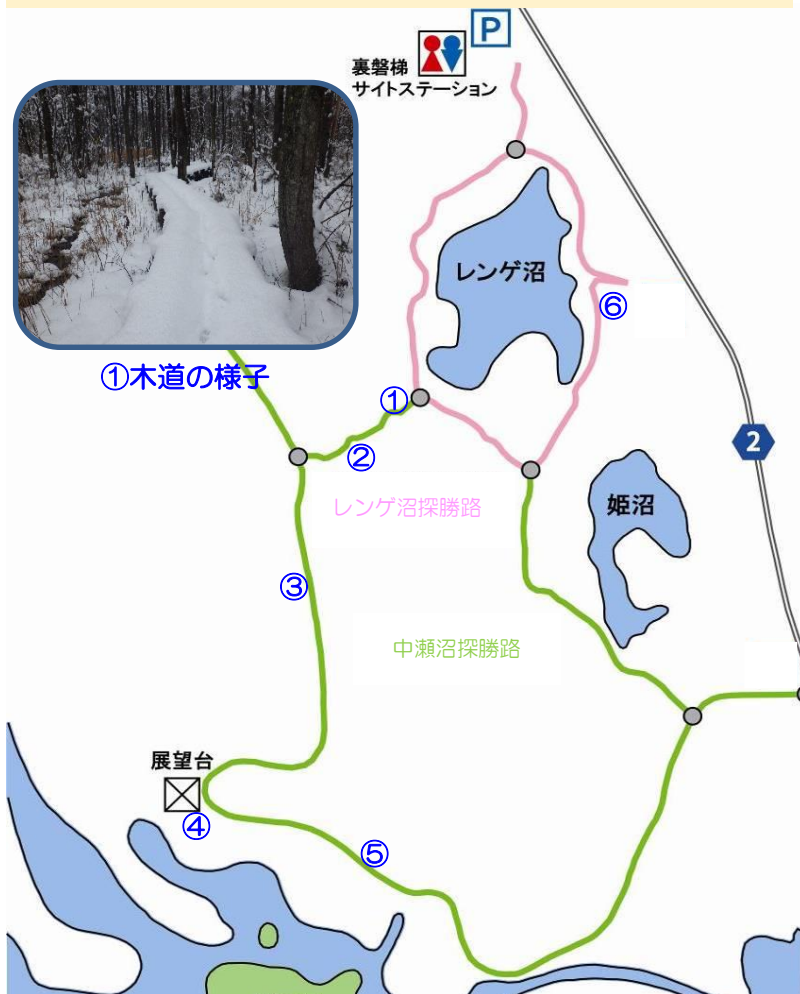 P
裏磐梯
サイトステーション
レンゲ沼
⑥
①木道の様子
①
②
2
レンゲ沼探勝路
姫沼
③
中瀬沼探勝路
展望台
④
⑤